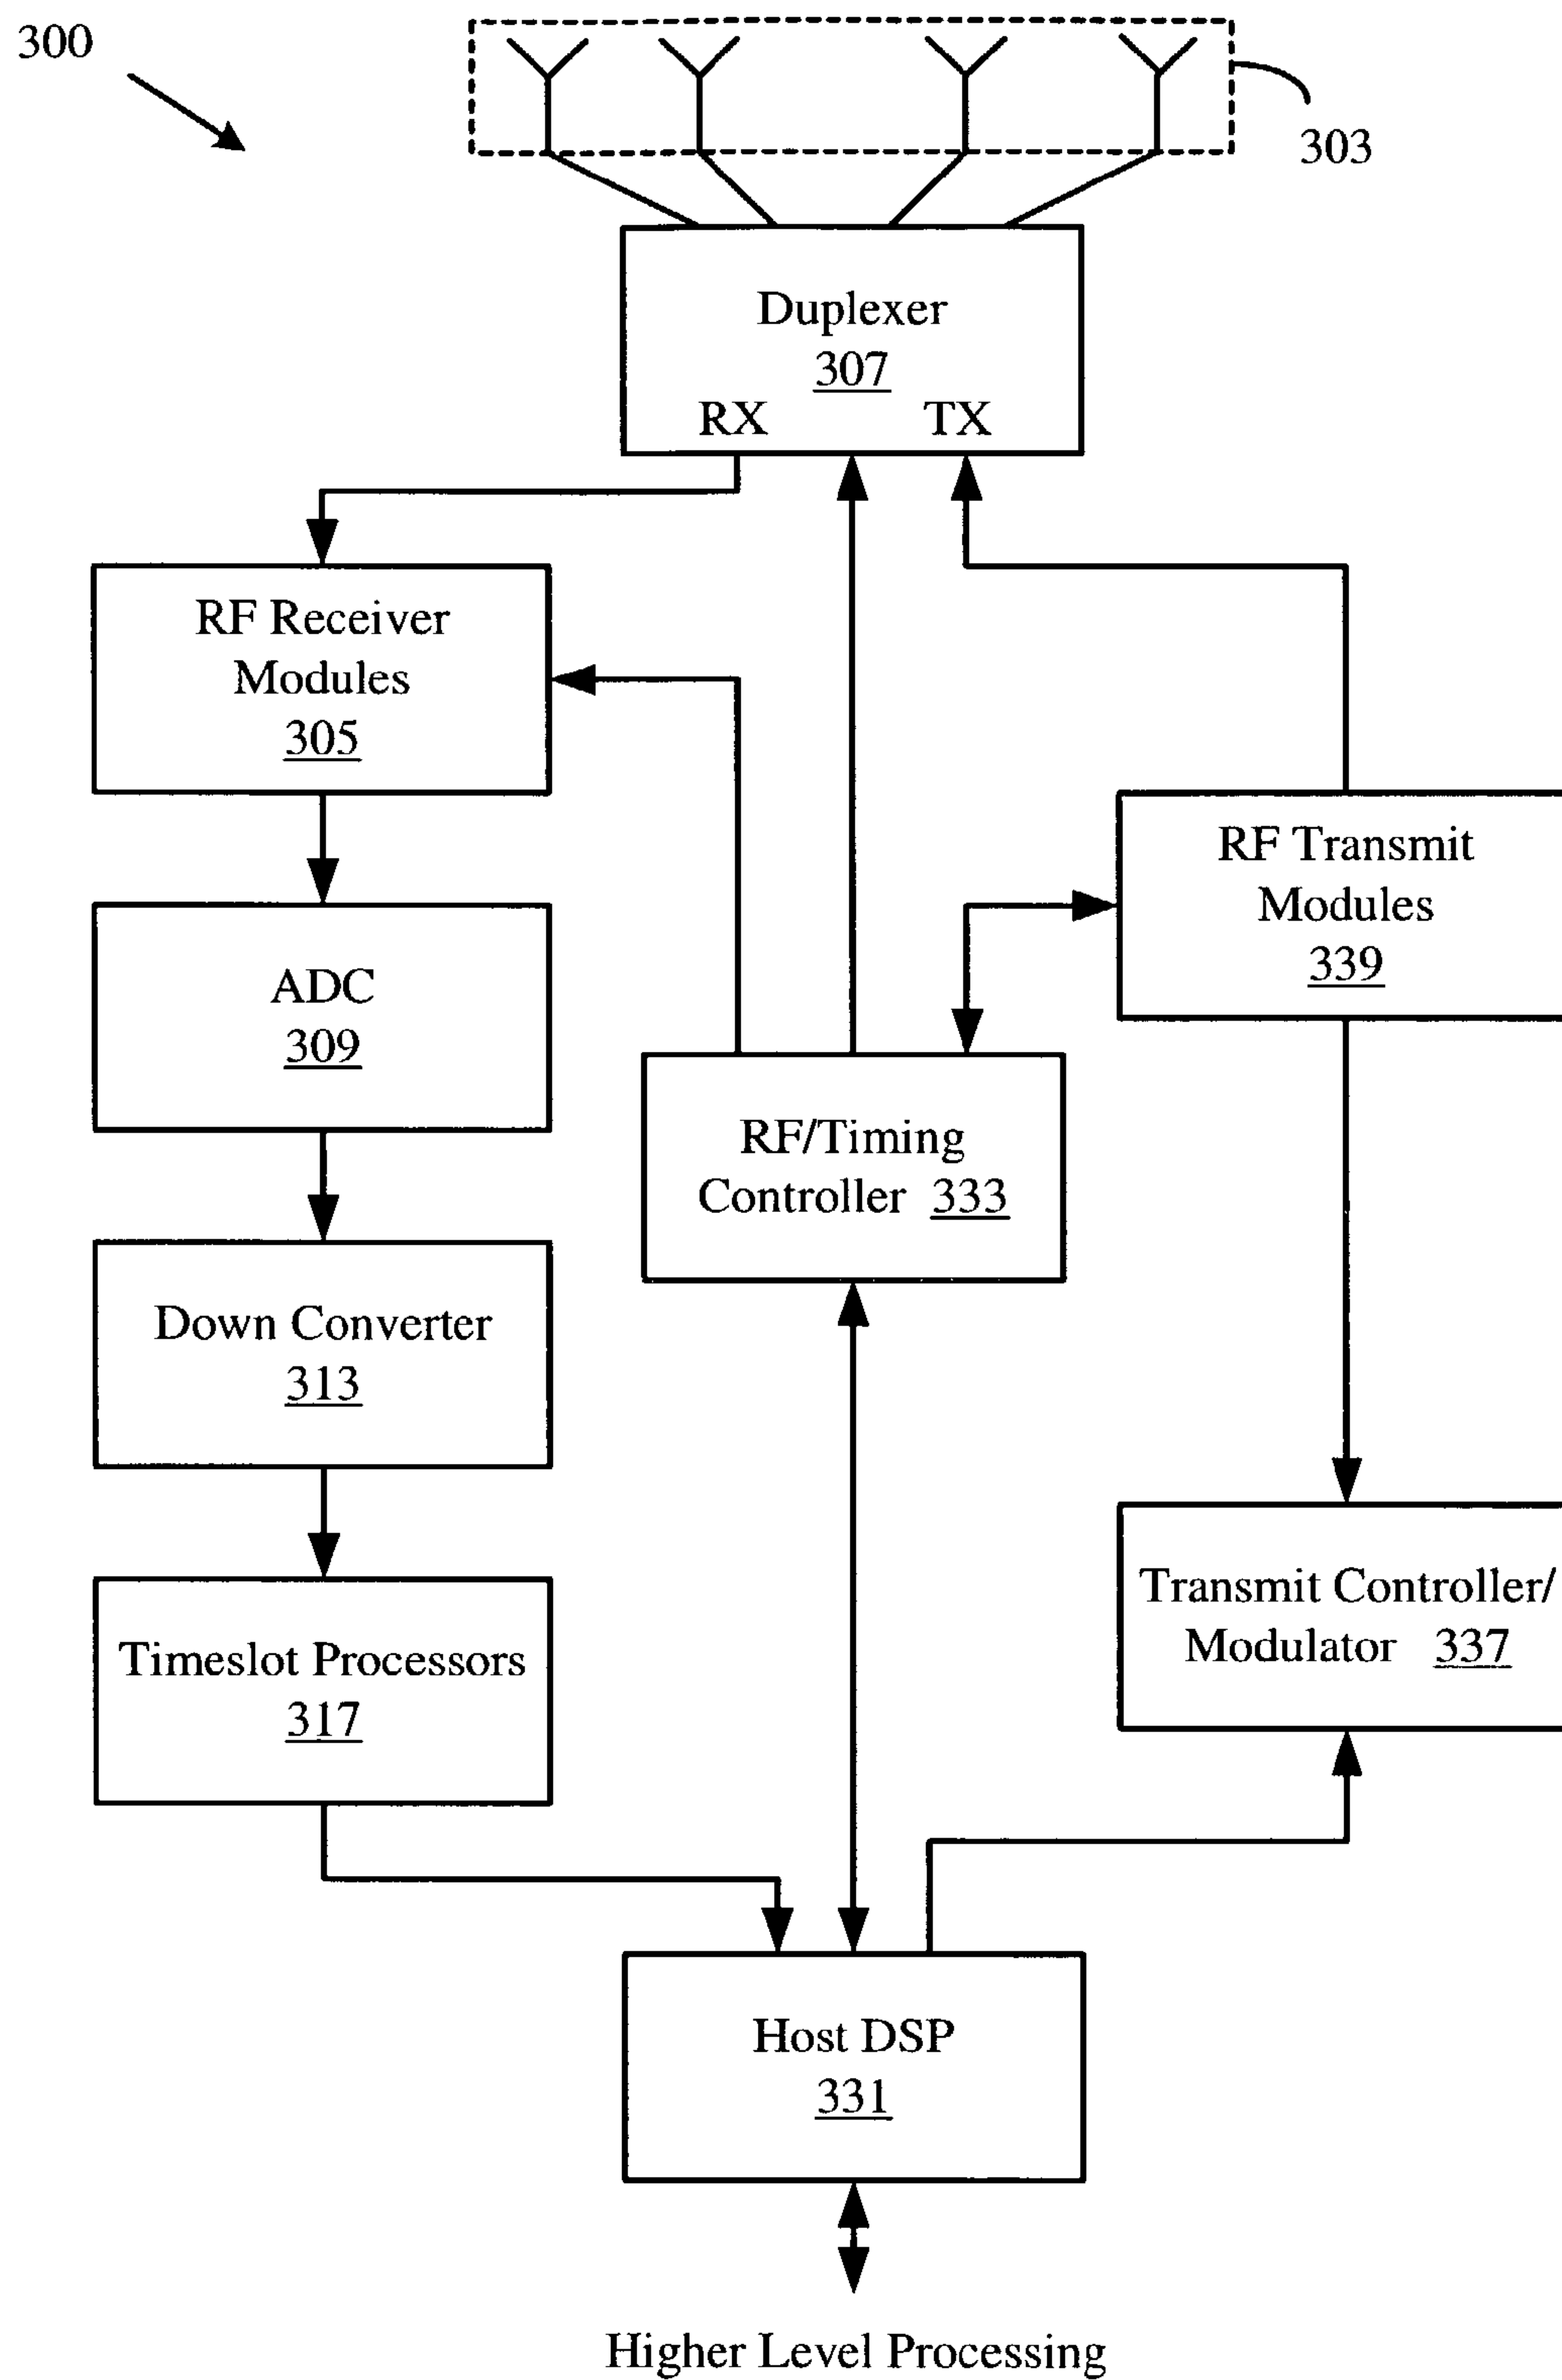 300
303
Duplexer
307
RX TX
RF Receiver
Modules
305
RF Transmit
Modules
339
ADC
309
RF/Timing
Controller 333
Down Converter
313
Transmit Controller/
Modulator 337
Timeslot Processors
317
Host DSP
331
Higher Level Processing